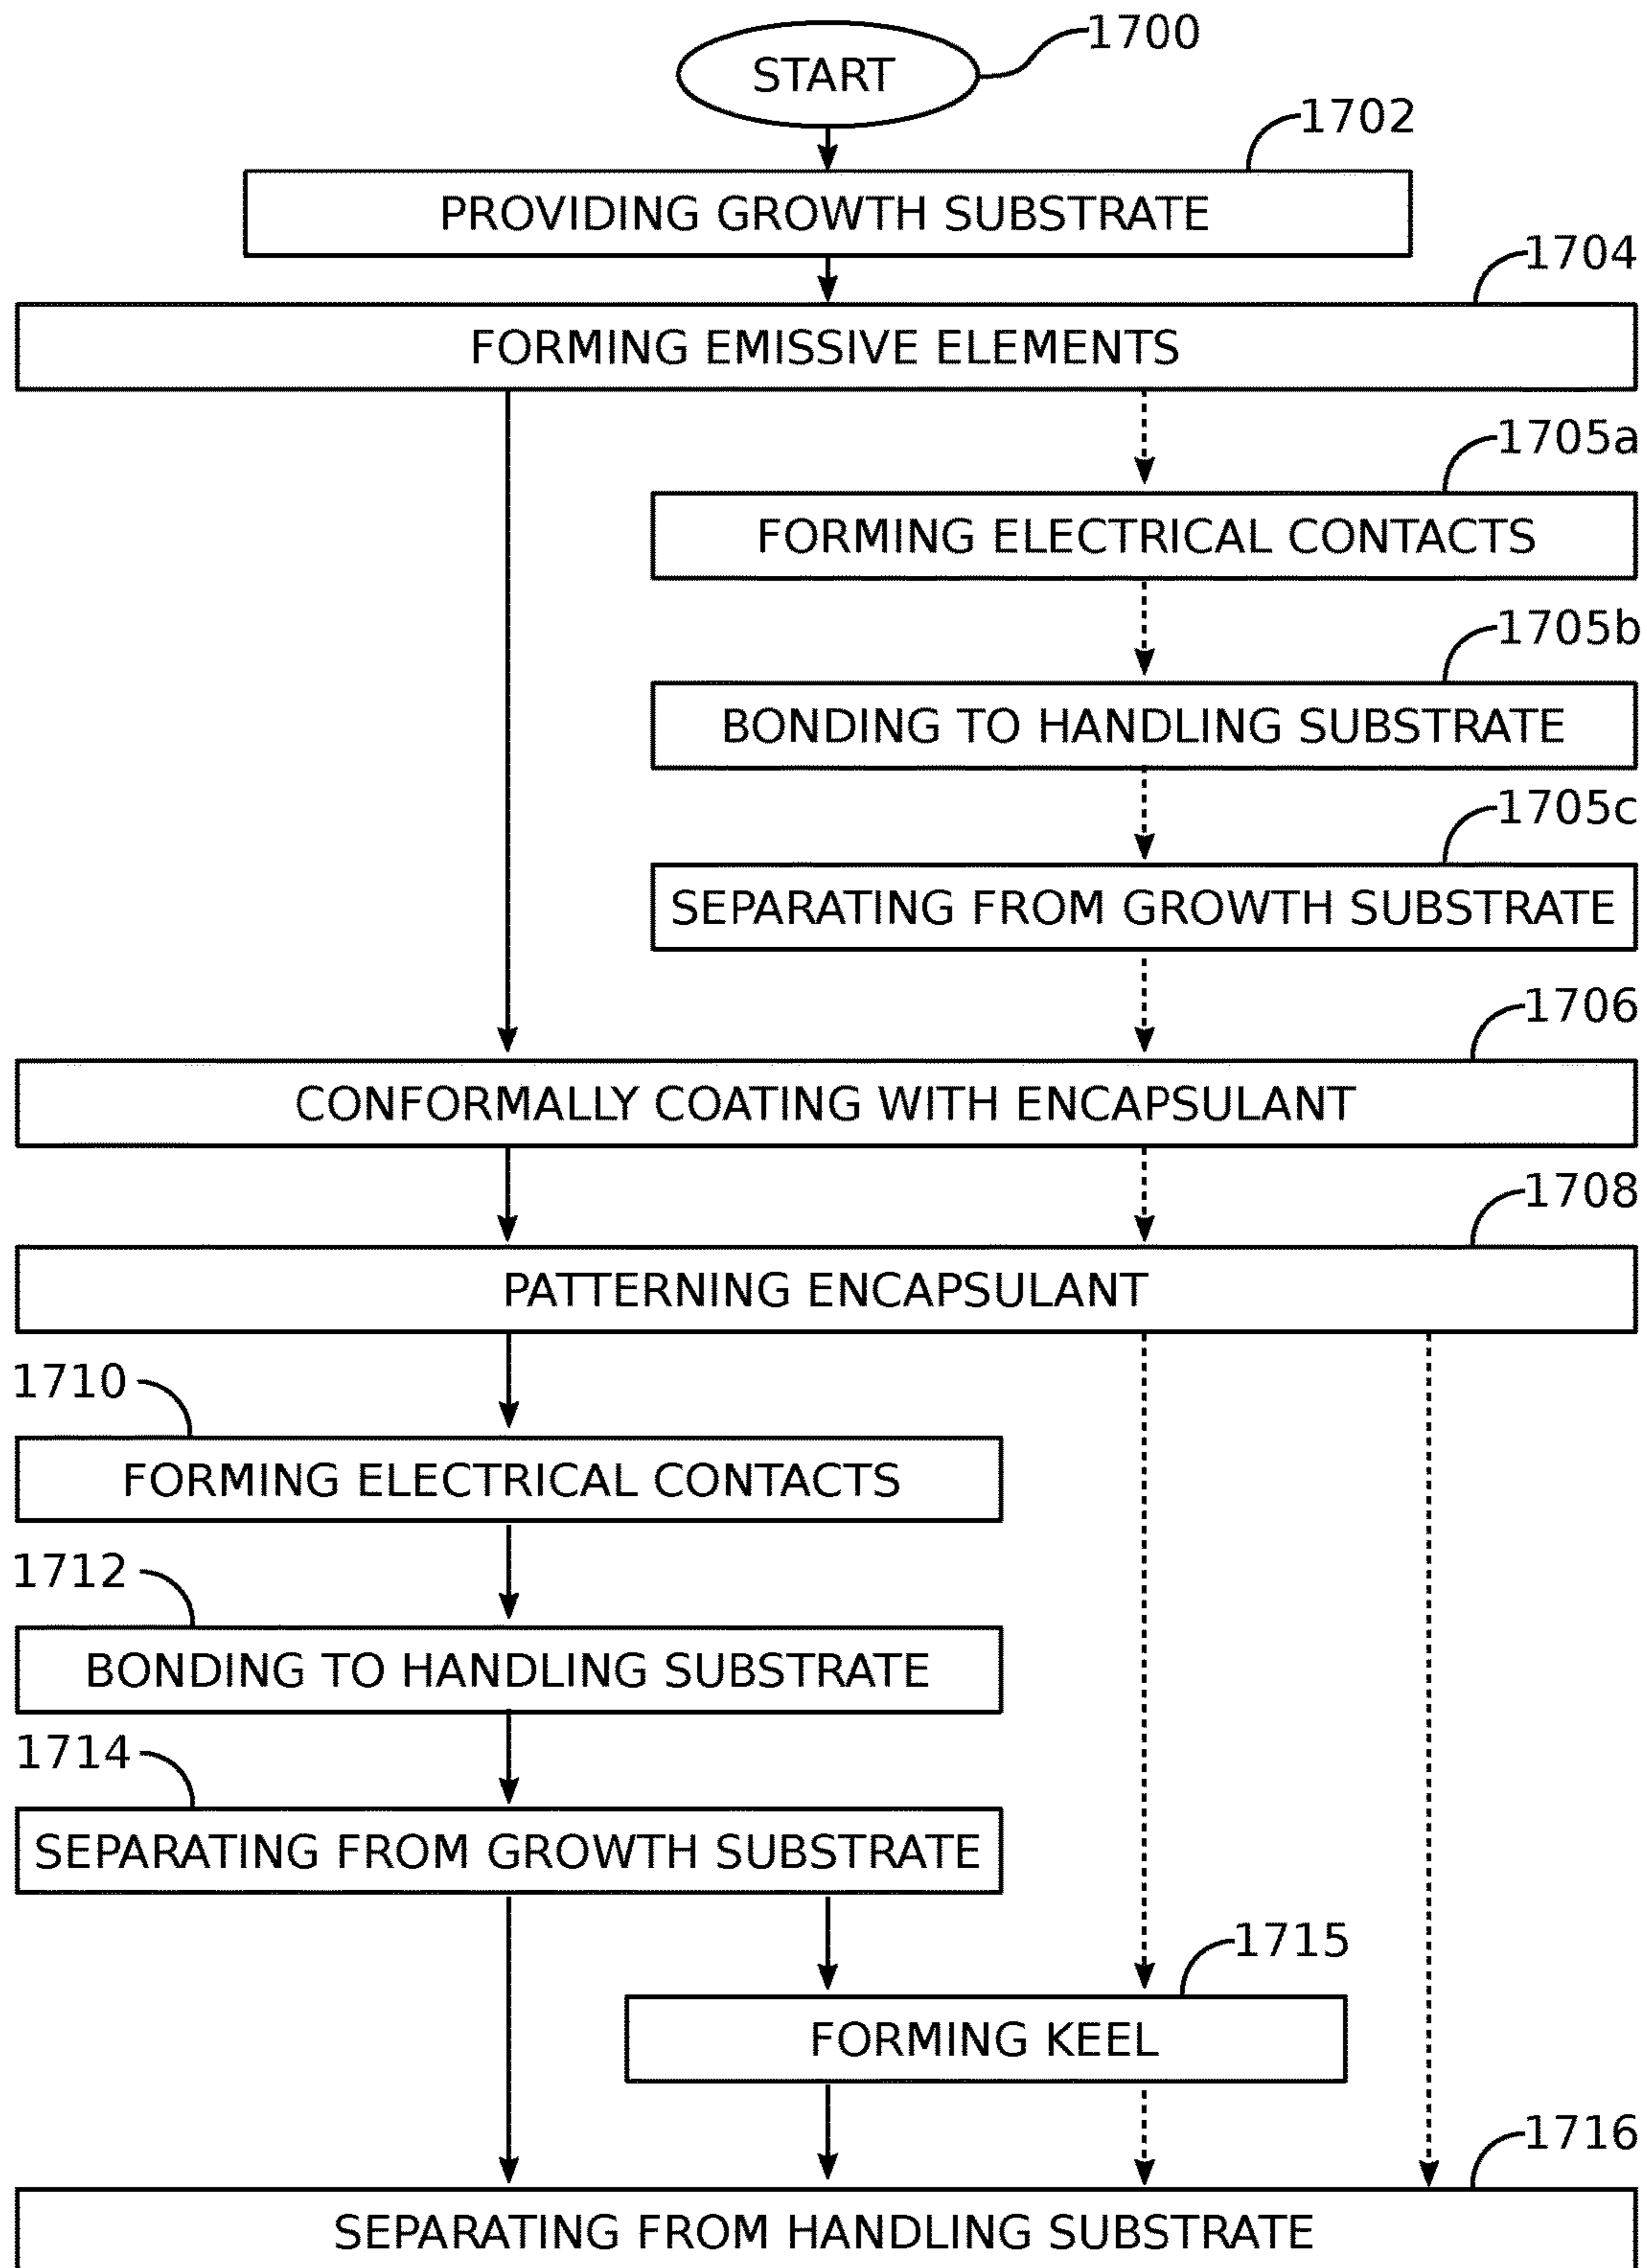 1700
START
1702
PROVIDING GROWTH SUBSTRATE
1704
FORMING EMISSIVE ELEMENTS
1705a
FORMING ELECTRICAL CONTACTS
1705b
BONDING TO HANDLING SUBSTRATE
1705c
SEPARATING FROM GROWTH SUBSTRATE
1706
CONFORMALLY COATING WITH ENCAPSULANT
1708
PATTERNING ENCAPSULANT
1710
FORMING ELECTRICAL CONTACTS
1712
BONDING TO HANDLING SUBSTRATE
1714
SEPARATING FROM GROWTH SUBSTRATE
1715
FORMING KEEL
1716
SEPARATING FROM HANDLING SUBSTRATE